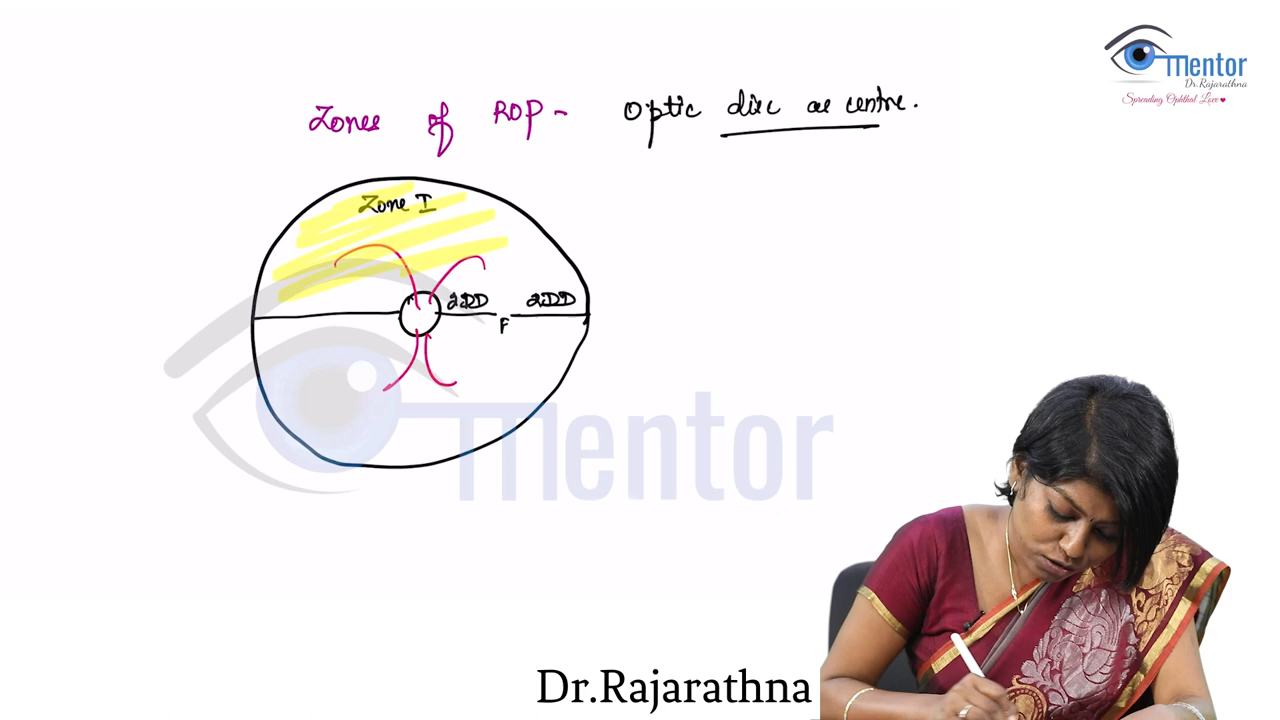 mentor
Dr.Rajarathna
Spreading Ophthal Love
Zones of ROP - Optic disc as centre.
Zone I
2DD 2DD
F
mentor
Dr.Rajarathna